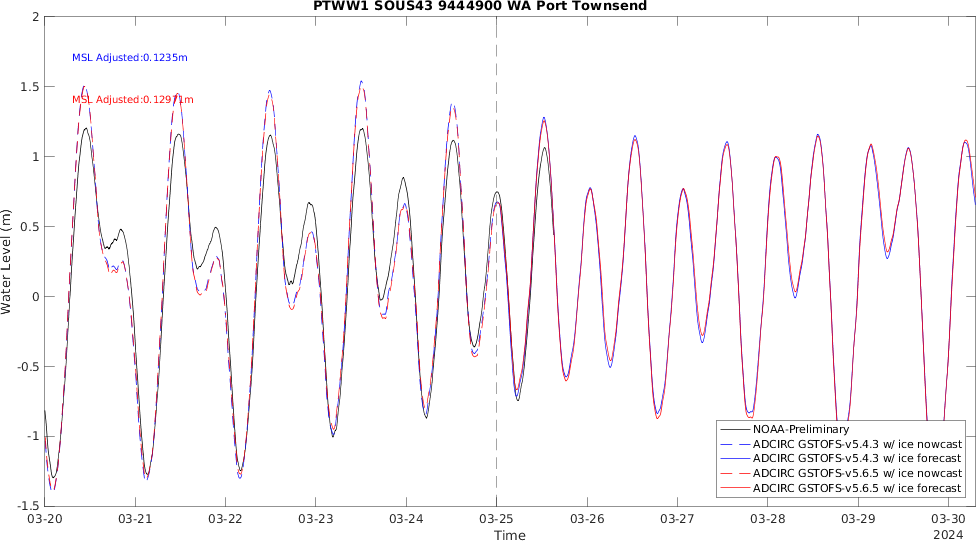 PTWW1 SOUS43 9444900 WA Port Townsend
2
MSL Adjusted:0.1235m
1.5
MSL Adjusted:0.12971m
1
0.5
Water Level (m)
0
-0.5
-1
NOAA-Preliminary
ADCIRC GSTOFS-v5.4.3 w/ ice nowcast
ADCIRC GSTOFS-v5.4.3 w/ ice forecast
ADCIRC GSTOFS-v5.6.5 w/ ice nowcast
ADCIRC GSTOFS-v5.6.5 w/ ice forecast
-1.5
03-20 03-21 03-22 03-23 03-24 03-25 03-26 03-27 03-28 03-29 03-30
Time 2024